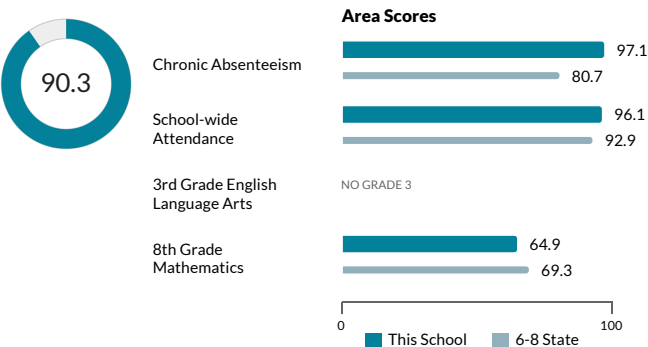 Area Scores
90.3
Chronic Absenteeism
97.1
80.7
School-wide
Attendance
96.1
92.9
3rd Grade English
Language Arts
NO GRADE 3
8th Grade
Mathematics
64.9
69.3
0
100
This School
6-8 State